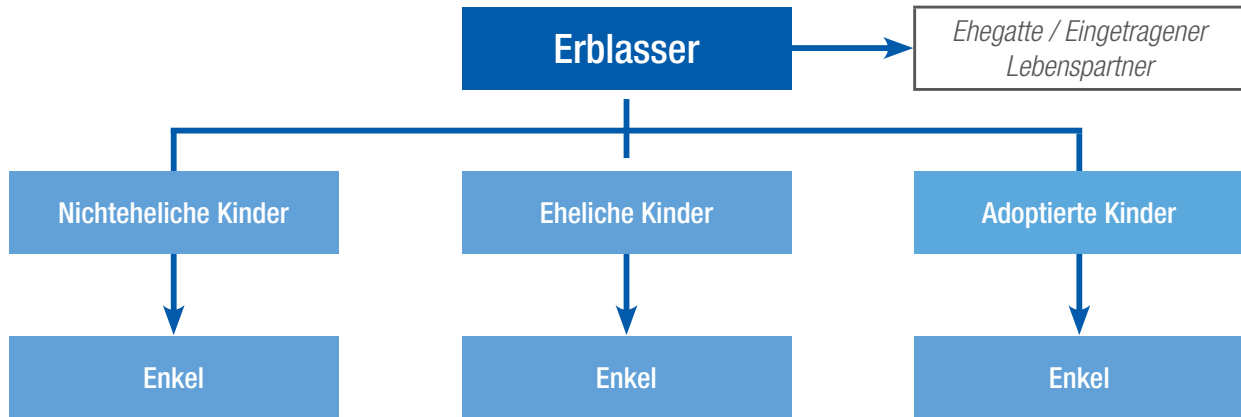 Erblasser
Ehegatte / Eingetragener
Lebenspartner
Nichteheliche Kinder
Eheliche Kinder
Adoptierte Kinder
Enkel
Enkel
Enkel